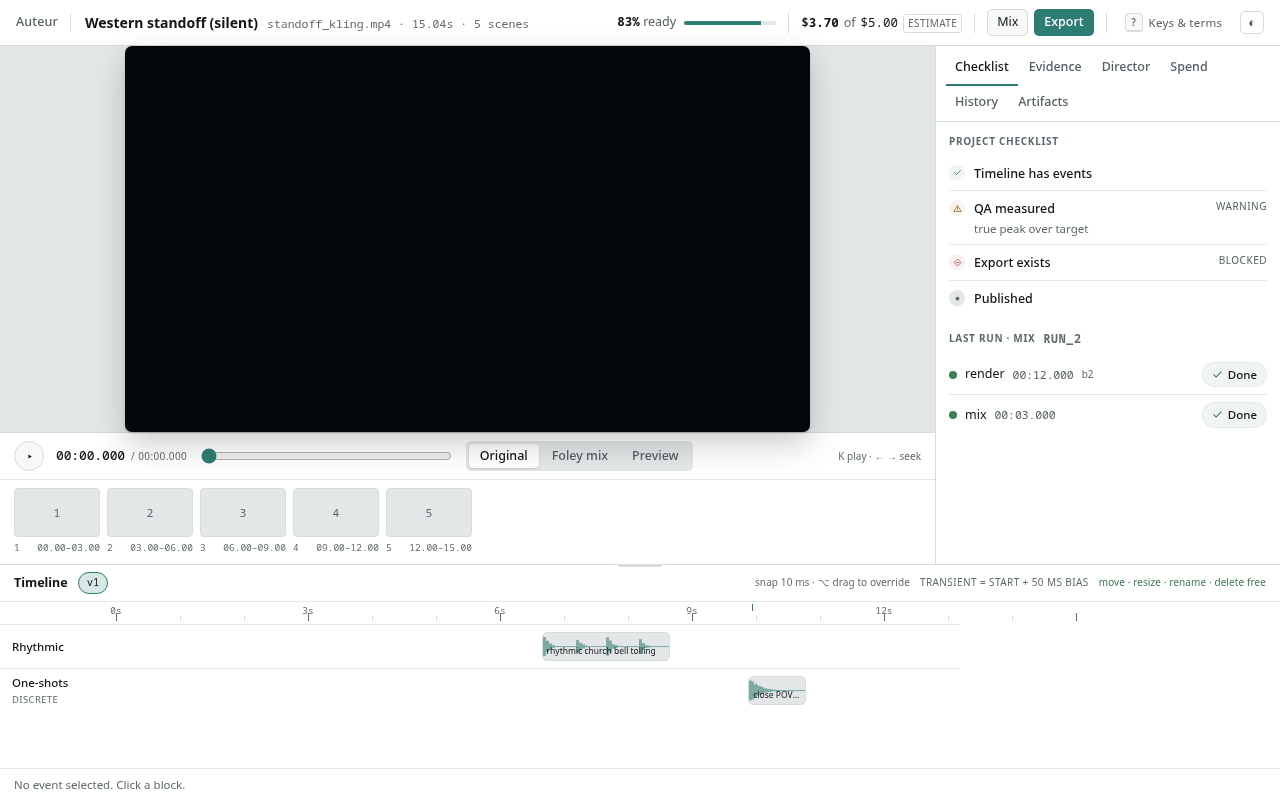 Auteur
Western standoff (silent) standoff_kling.mp4 · 15.04s · 5 scenes
83% ready
$3.70 of $5.00 ESTIMATE
Mix
Export
? Keys & terms
Checklist Evidence Director Spend
History Artifacts
PROJECT CHECKLIST
Timeline has events
QA measured WARNING
true peak over target
Export exists BLOCKED
Published
LAST RUN · MIX RUN_2
render 00:12.000 b2 Done
mix 00:03.000 Done
00:00.000 / 00:00.000
Original Foley mix Preview
K play · ← → seek
1 2 3 4 5
1 00.00–03.00 2 03.00–06.00 3 06.00–09.00 4 09.00–12.00 5 12.00–15.00
Timeline v1
snap 10 ms · ⌥ drag to override TRANSIENT = START + 50 MS BIAS move · resize · rename · delete free
0s 3s 6s 9s 12s
Rhythmic
rhythmic church bell tolling
One-shots
DISCRETE
close POV…
No event selected. Click a block.